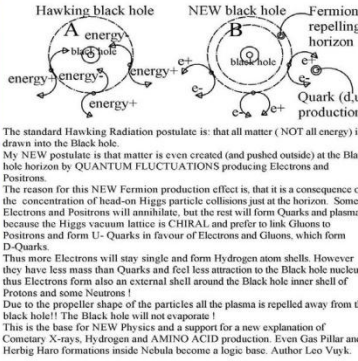 Hawking black hole NEW black hole Fermion
repelling
horizon
A B
energy- energy-
black hole black hole
energy+ energy- energy+ e+ e+
e- e-
energy+ e- e+
Quark (d,u
production
The standard Hawking Radiation postulate is: that all matter ( NOT all energy) i
drawn into the Black hole.
My NEW postulate is that matter is even created (and pushed outside) at the Bla
hole horizon by QUANTUM FLUCTUATIONS producing Electrons and
Positrons.
The reason for this NEW Fermion production effect is, that it is a consequence o
the concentration of head-on Higgs particle collisions just at the horizon. Some
Electrons and Positrons will annihilate, but the rest will form Quarks and plasma
because the Higgs vacuum lattice is CHIRAL and prefer to link Gluons to
Positrons and form U- Quarks in favour of Electrons and Gluons, which form
D-Quarks.
Thus more Electrons will stay single and form Hydrogen atom shells. However
they have less mass than Quarks and feel less attraction to the Black hole nucleu
thus Electrons form also an external shell around the Black hole inner shell of
Protons and some Neutrons !
Due to the propeller shape of the particles all the plasma is repelled away from th
black hole!! The Black hole will not evaporate !
This is the base for NEW Physics and a support for a new explanation of
Cometary X-rays, Hydrogen and AMINO ACID production. Even Gas Pillar and
Herbig Haro formations inside Nebula become a logic base. Author Leo Vuyk.